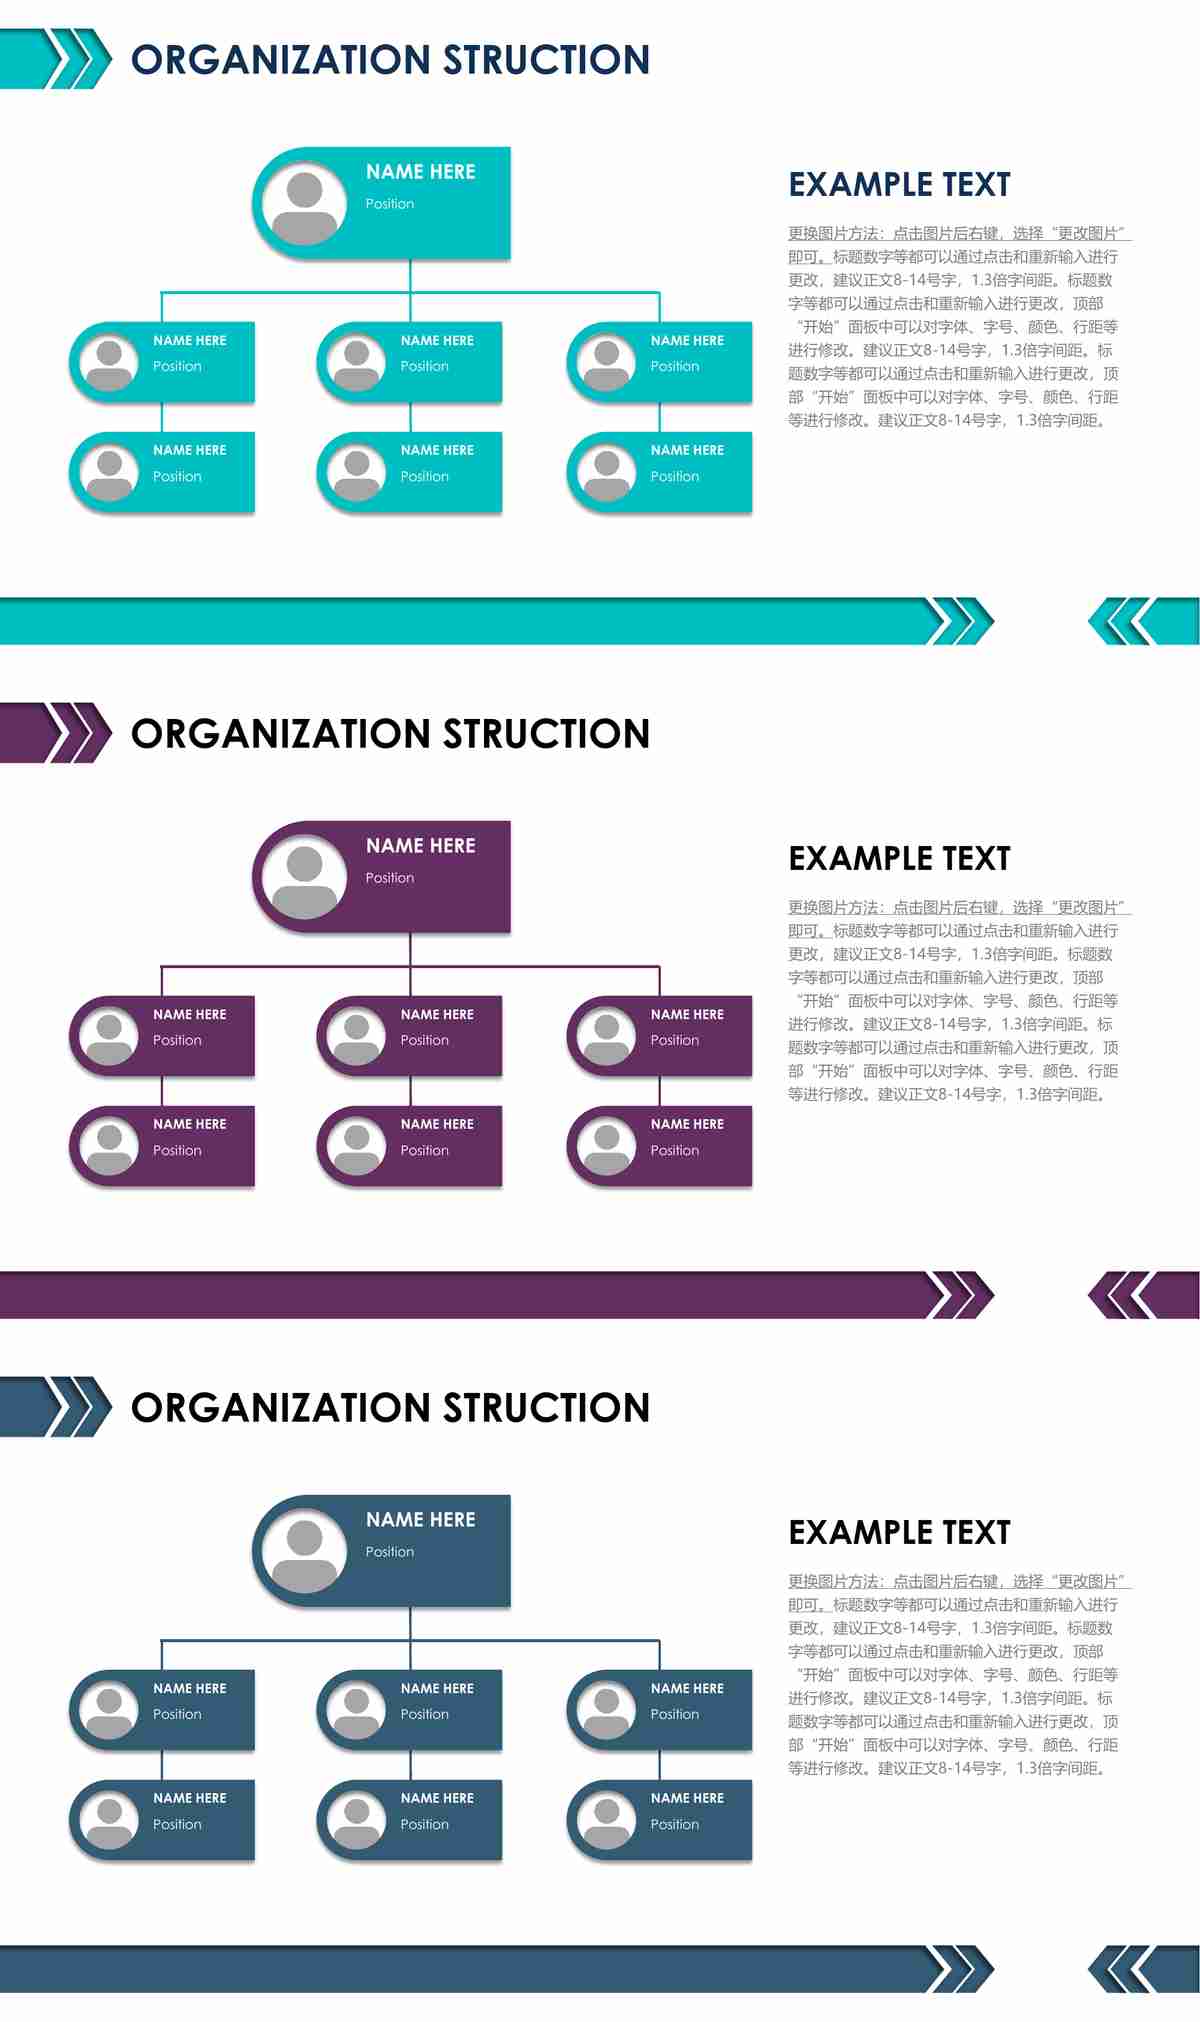 ORGANIZATION STRUCTION
NAME HERE
Position
NAME HERE
Position
NAME HERE
Position
NAME HERE
Position
NAME HERE
Position
NAME HERE
Position
NAME HERE
Position
EXAMPLE TEXT
更换图片方法：点击图片后右键，选择“更改图片”
即可。标题数字等都可以通过点击和重新输入进行
更改，建议正文8-14号字，1.3倍字间距。标题数
字等都可以通过点击和重新输入进行更改，顶部
“开始”面板中可以对字体、字号、颜色、行距等
进行修改。建议正文8-14号字，1.3倍字间距。标
题数字等都可以通过点击和重新输入进行更改，顶
部“开始”面板中可以对字体、字号、颜色、行距
等进行修改。建议正文8-14号字，1.3倍字间距。
ORGANIZATION STRUCTION
NAME HERE
Position
NAME HERE
Position
NAME HERE
Position
NAME HERE
Position
NAME HERE
Position
NAME HERE
Position
NAME HERE
Position
EXAMPLE TEXT
更换图片方法：点击图片后右键，选择“更改图片”
即可。标题数字等都可以通过点击和重新输入进行
更改，建议正文8-14号字，1.3倍字间距。标题数
字等都可以通过点击和重新输入进行更改，顶部
“开始”面板中可以对字体、字号、颜色、行距等
进行修改。建议正文8-14号字，1.3倍字间距。标
题数字等都可以通过点击和重新输入进行更改，顶
部“开始”面板中可以对字体、字号、颜色、行距
等进行修改。建议正文8-14号字，1.3倍字间距。
ORGANIZATION STRUCTION
NAME HERE
Position
NAME HERE
Position
NAME HERE
Position
NAME HERE
Position
NAME HERE
Position
NAME HERE
Position
NAME HERE
Position
EXAMPLE TEXT
更换图片方法：点击图片后右键，选择“更改图片”
即可。标题数字等都可以通过点击和重新输入进行
更改，建议正文8-14号字，1.3倍字间距。标题数
字等都可以通过点击和重新输入进行更改，顶部
“开始”面板中可以对字体、字号、颜色、行距等
进行修改。建议正文8-14号字，1.3倍字间距。标
题数字等都可以通过点击和重新输入进行更改，顶
部“开始”面板中可以对字体、字号、颜色、行距
等进行修改。建议正文8-14号字，1.3倍字间距。